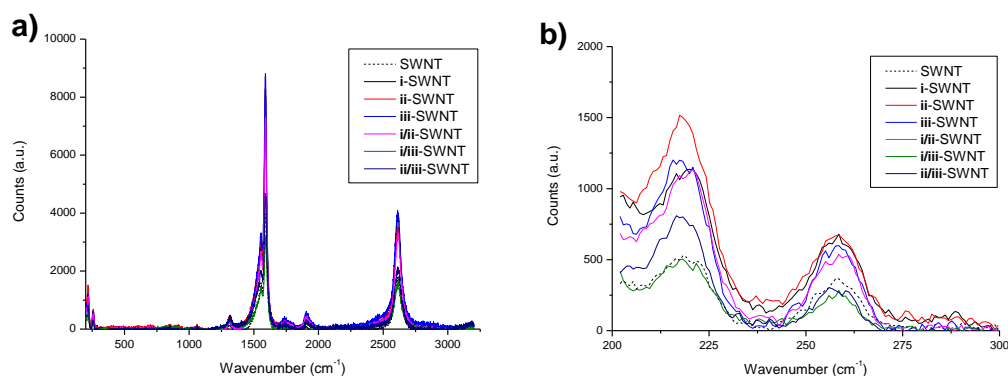 a)
10000
8000
6000
4000
2000
0
Counts (a.u.)
500 1000 1500 2000 2500 3000
Wavenumber (cm⁻¹)
SWNT
i-SWNT
ii-SWNT
iii-SWNT
i/ii-SWNT
i/iii-SWNT
ii/iii-SWNT
b)
2000
1500
1000
500
0
Counts (a.u.)
200 225 250 275 300
Wavenumber (cm⁻¹)
SWNT
i-SWNT
ii-SWNT
iii-SWNT
i/ii-SWNT
i/iii-SWNT
ii/iii-SWNT